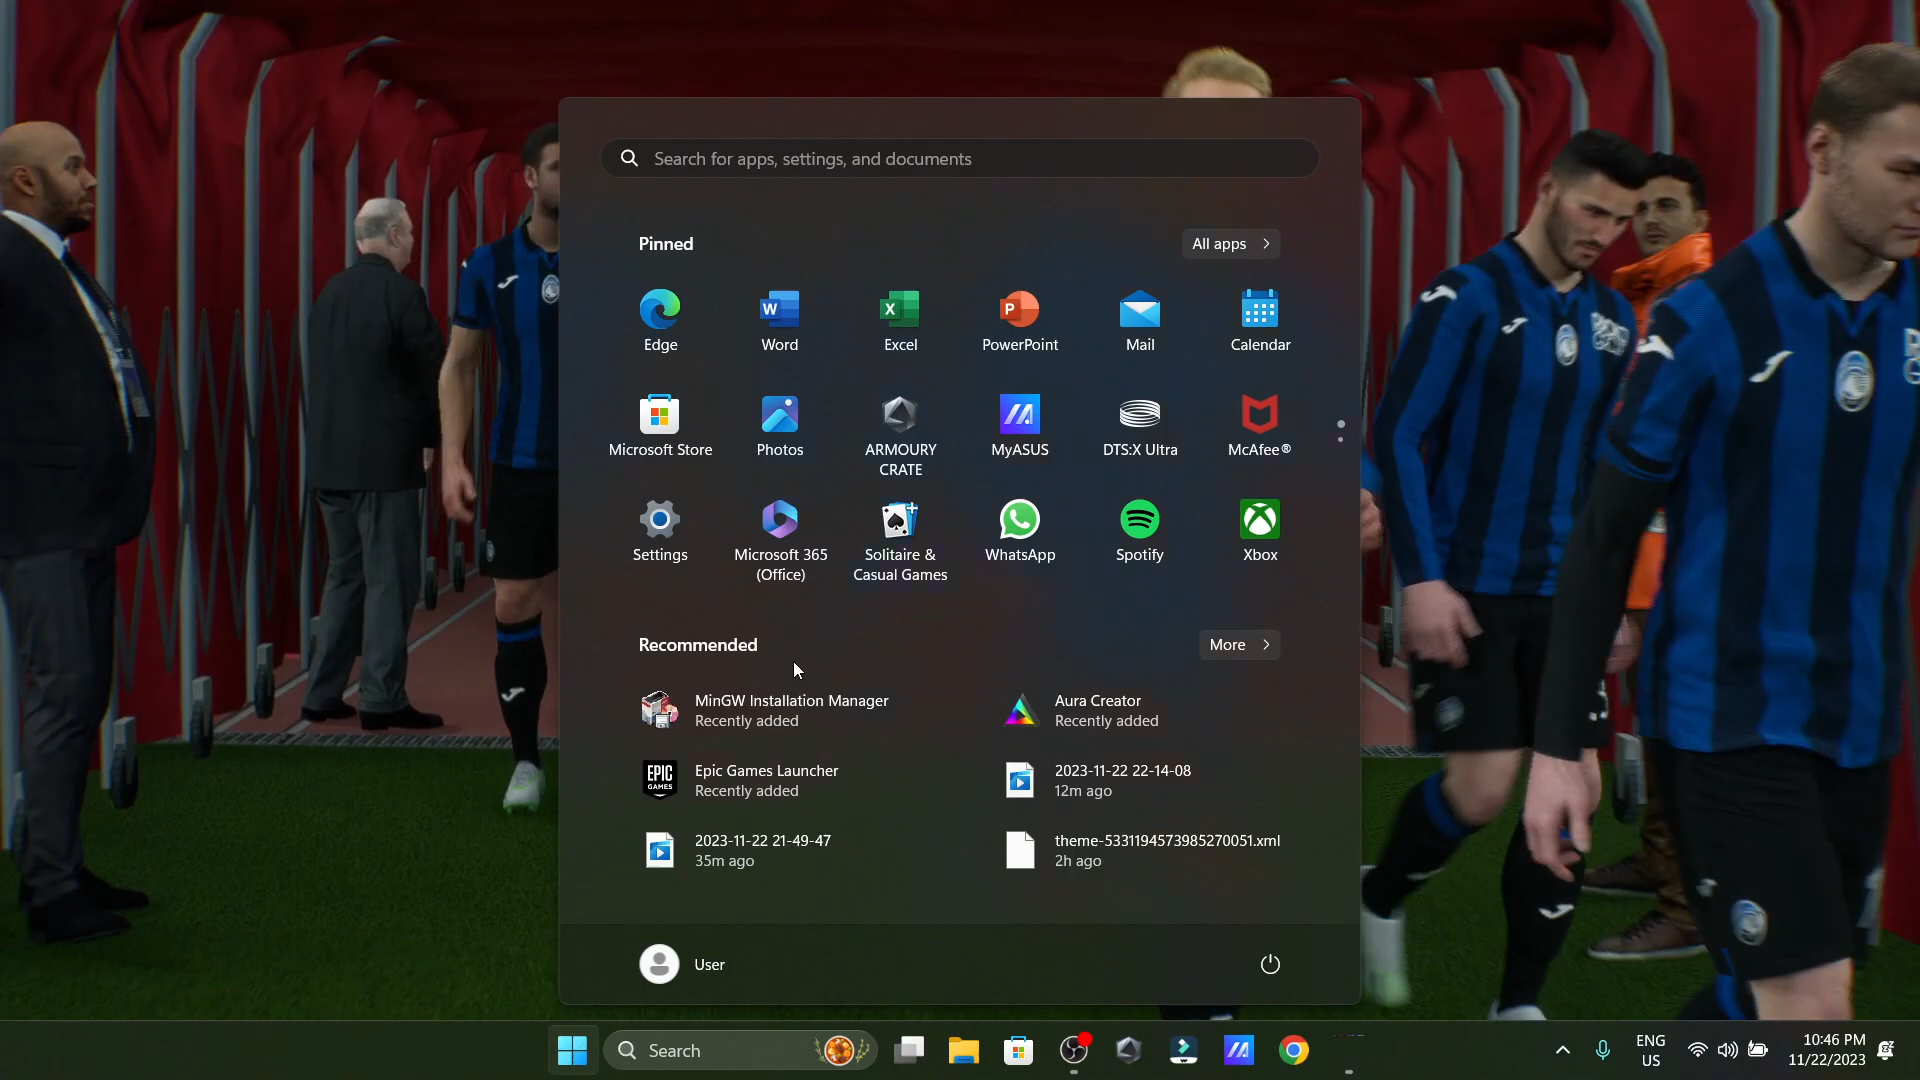 Search for apps, settings, and documents
Pinned
All apps
Edge
Word
Excel
PowerPoint
Mail
Calendar
Microsoft Store
Photos
ARMOURY
CRATE
MyASUS
DTS:X Ultra
McAfee®
Settings
Microsoft 365
(Office)
Solitaire &
Casual Games
WhatsApp
Spotify
Xbox
Recommended
More
MinGW Installation Manager
Recently added
Aura Creator
Recently added
EPIC
GAMES
Epic Games Launcher
Recently added
2023-11-22 22-14-08
12m ago
2023-11-22 21-49-47
35m ago
theme-5331194573985270051.xml
2h ago
User
Search
ENG
US
10:46 PM
11/22/2023